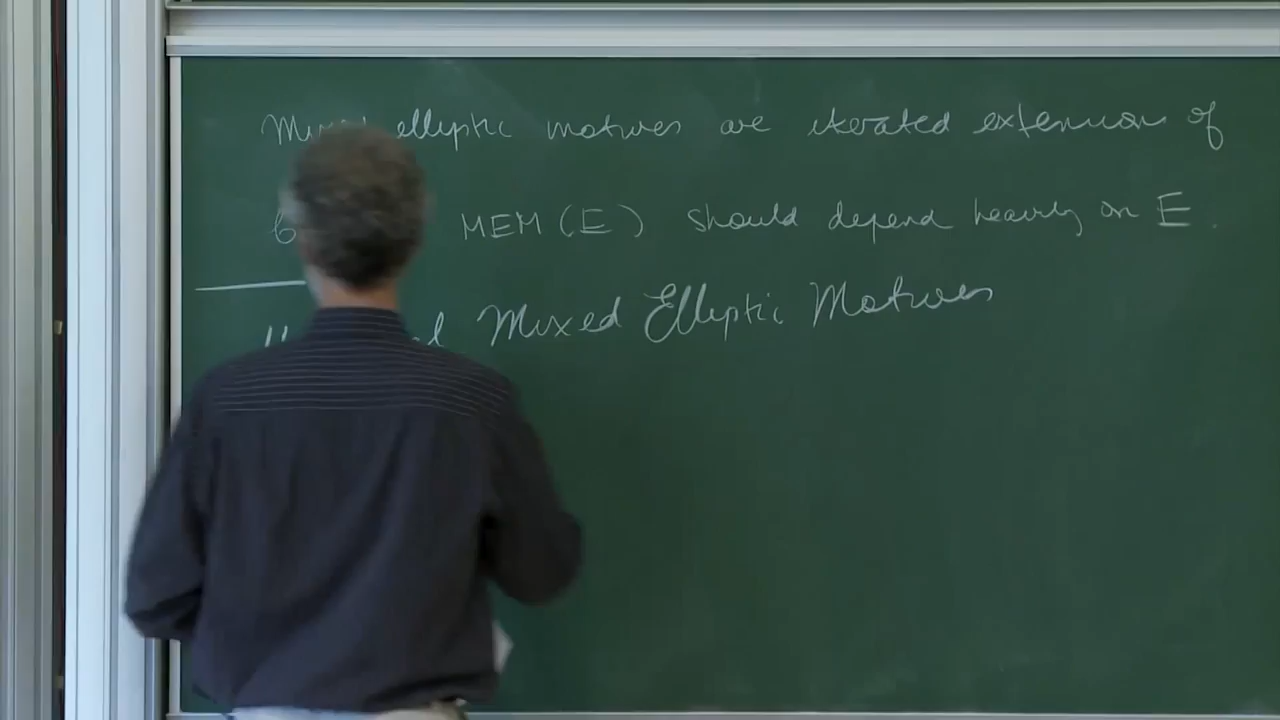 elliptic motives are iterated extension of
MEM (E) should depend heavily on E .
Mixed Elliptic Motives